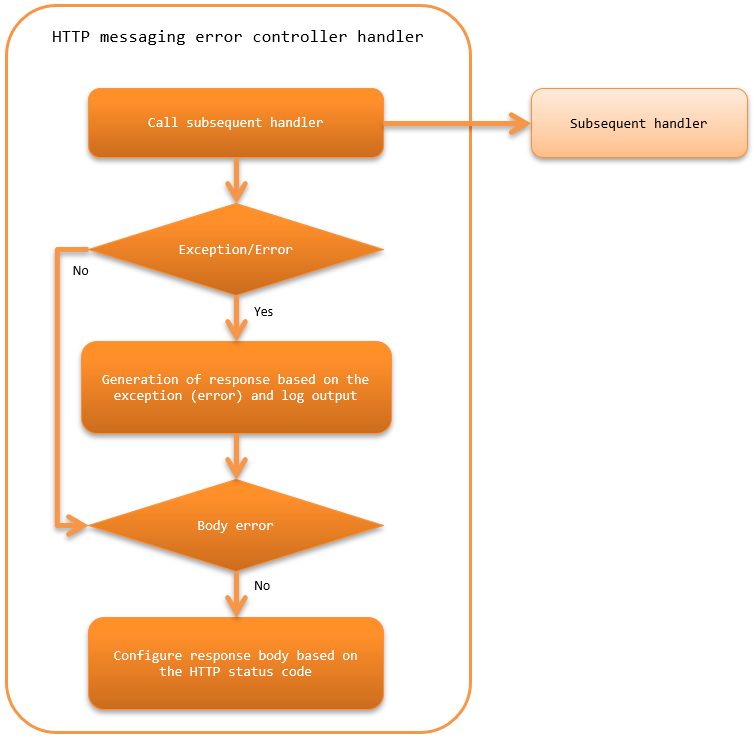 HTTP messaging error controller handler
Call subsequent handler
Subsequent handler
Exception/Error
No
Yes
Generation of response based on the
exception (error) and log output
Body error
No
Configure response body based on
the HTTP status code